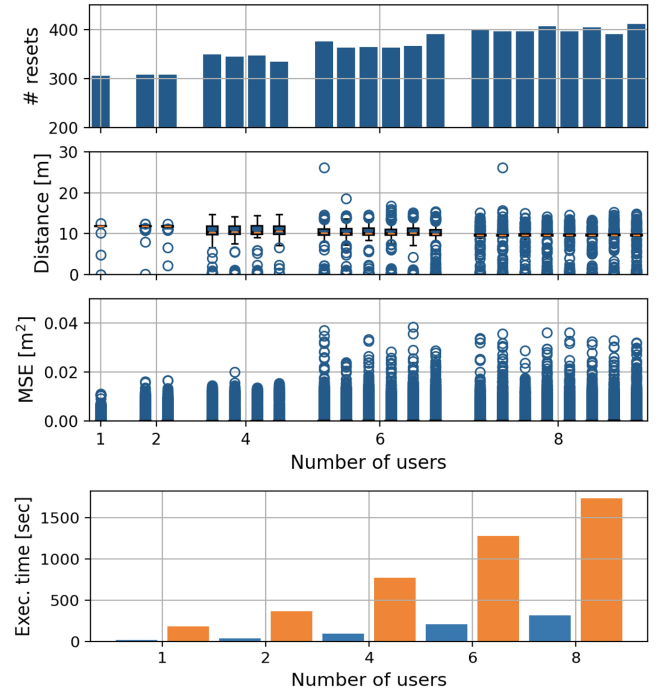 400
300
200
# resets
30
20
10
0
Distance [m]
0.04
0.02
0.00
MSE [m²]
1 2 4 6 8
Number of users
1500
1000
500
0
Exec. time [sec]
1 2 4 6 8
Number of users